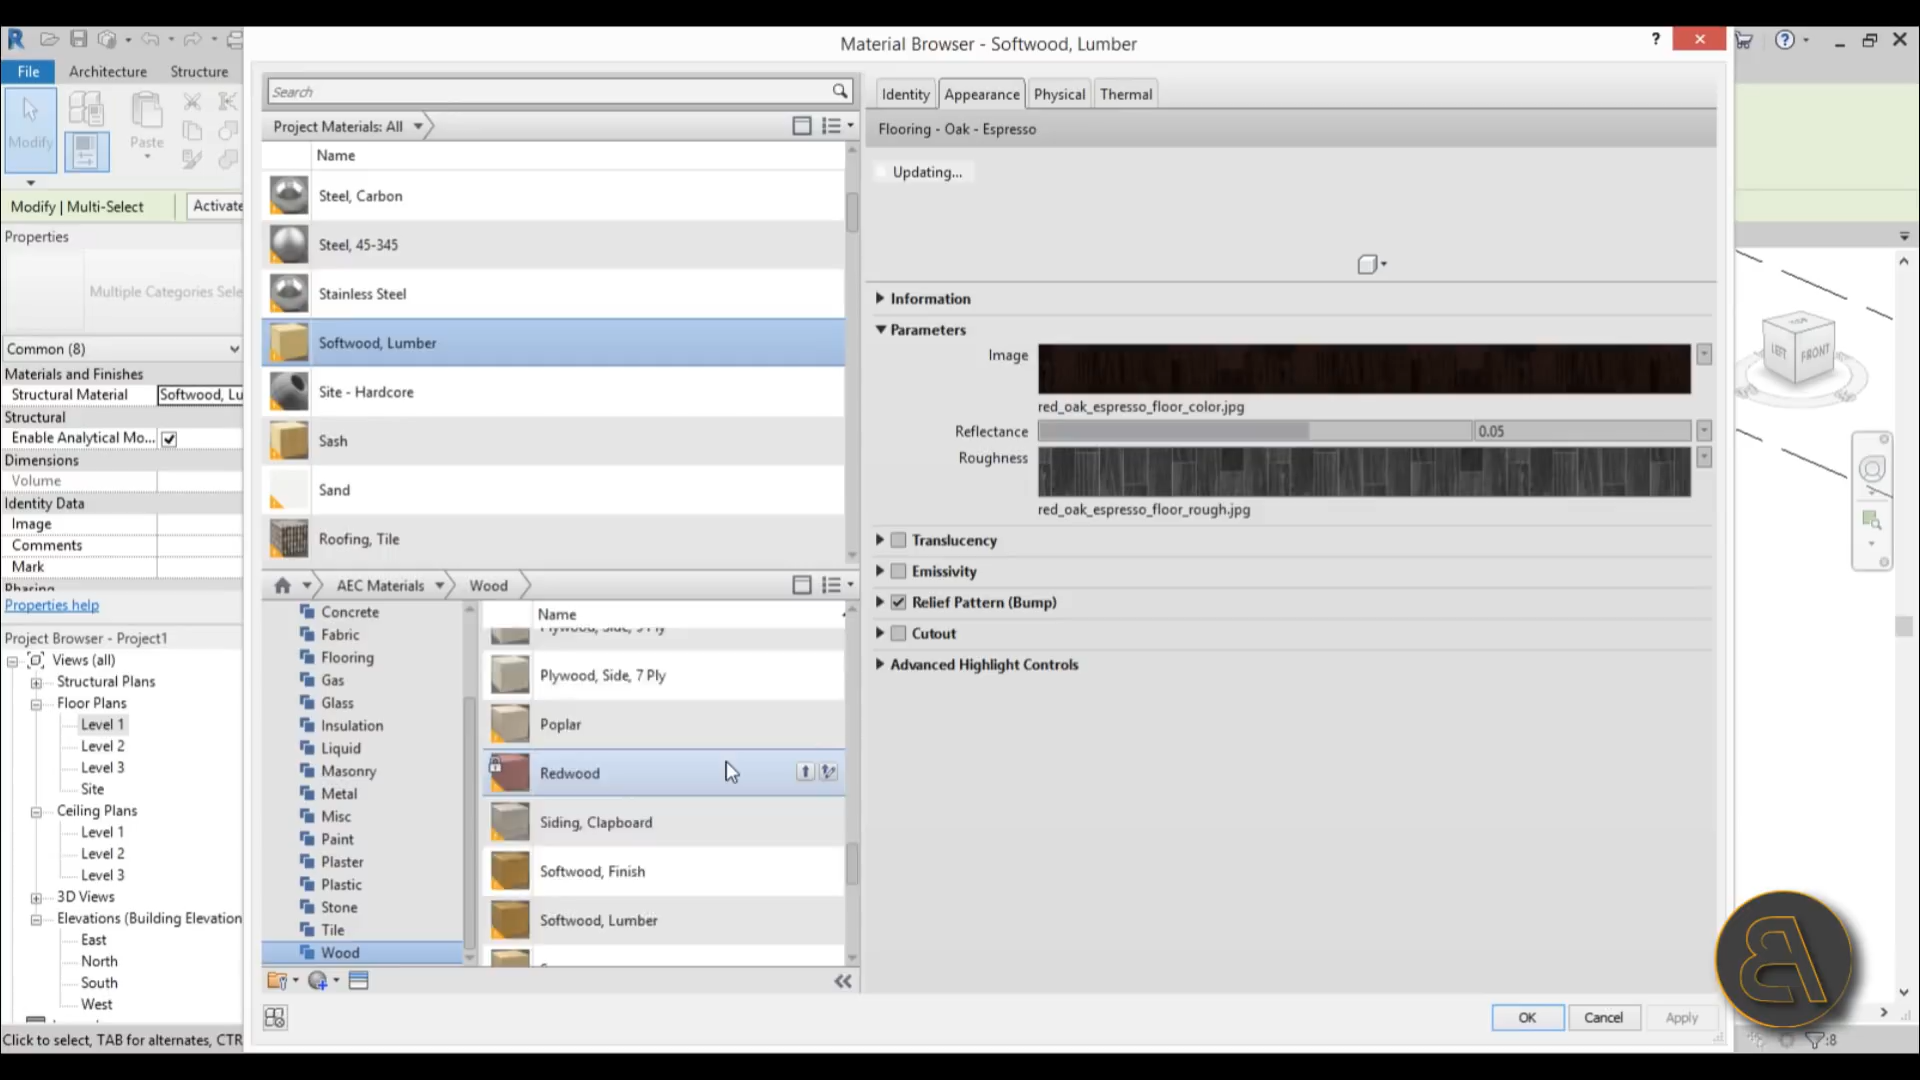 Material Browser - Softwood, Lumber
?
File
Architecture
Structure
Modify
Paste
Modify | Multi-Select
Activate
Properties
Multiple Categories Sele
Common (8)
Materials and Finishes
Structural Material
Softwood, Lu
Structural
Enable Analytical Mo...
Dimensions
Volume
Identity Data
Image
Comments
Mark
Phasing
Properties help
Project Browser - Project1
Views (all)
Structural Plans
Floor Plans
Level 1
Level 2
Level 3
Site
Ceiling Plans
Level 1
Level 2
Level 3
3D Views
Elevations (Building Elevation
East
North
South
West
Click to select, TAB for alternates, CTR
Search
Project Materials: All
Name
Steel, Carbon
Steel, 45-345
Stainless Steel
Softwood, Lumber
Site - Hardcore
Sash
Sand
Roofing, Tile
AEC Materials
Wood
Concrete
Fabric
Flooring
Gas
Glass
Insulation
Liquid
Masonry
Metal
Misc
Paint
Plaster
Plastic
Stone
Tile
Wood
Name
Plywood, Side, 7 Ply
Poplar
Redwood
Siding, Clapboard
Softwood, Finish
Softwood, Lumber
Identity
Appearance
Physical
Thermal
Flooring - Oak - Espresso
Updating...
Information
Parameters
Image
red_oak_espresso_floor_color.jpg
Reflectance
0.05
Roughness
red_oak_espresso_floor_rough.jpg
Translucency
Emissivity
Relief Pattern (Bump)
Cutout
Advanced Highlight Controls
OK
Cancel
Apply
TOP
LEFT
FRONT
:8